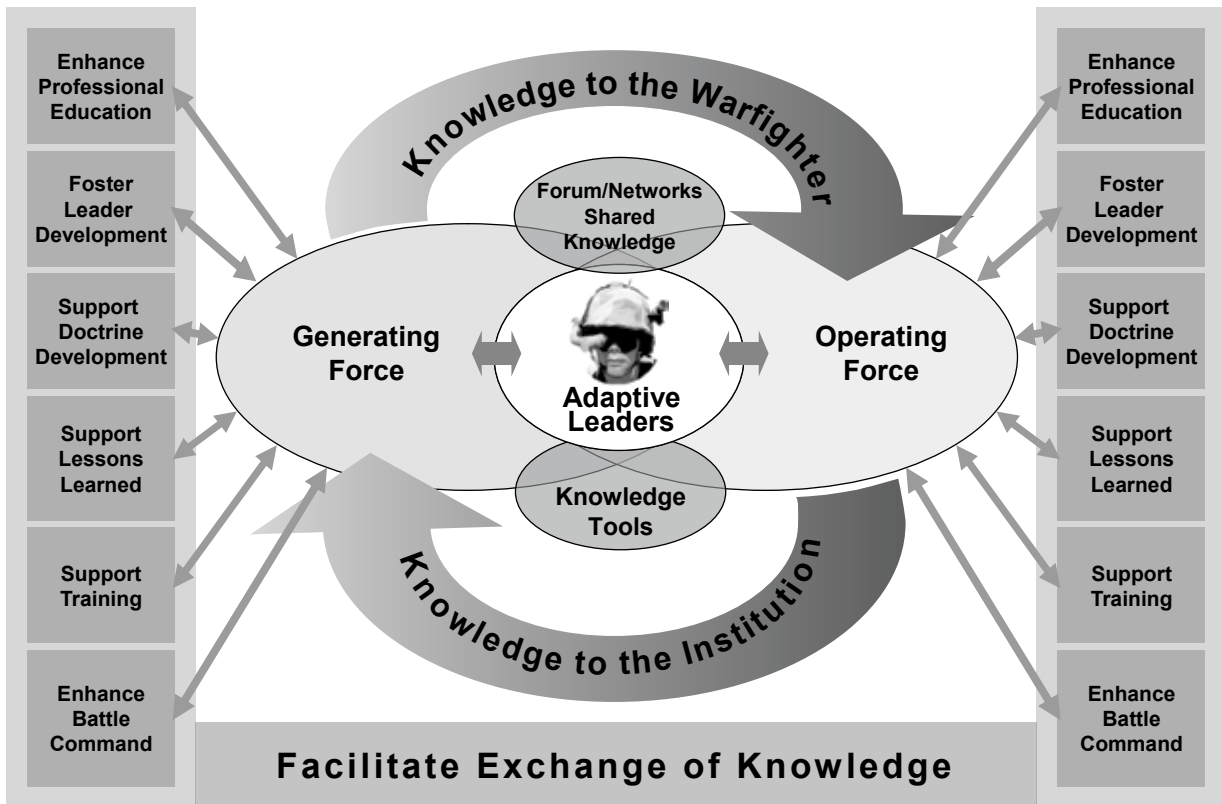 Enhance
Professional
Education
Foster
Leader
Development
Support
Doctrine
Development
Support
Lessons
Learned
Support
Training
Enhance
Battle
Command
Knowledge to the Warfighter
Forum/Networks
Shared
Knowledge
Generating
Force
Adaptive
Leaders
Operating
Force
Knowledge
Tools
Knowledge to the Institution
Enhance
Professional
Education
Foster
Leader
Development
Support
Doctrine
Development
Support
Lessons
Learned
Support
Training
Enhance
Battle
Command
Facilitate Exchange of Knowledge